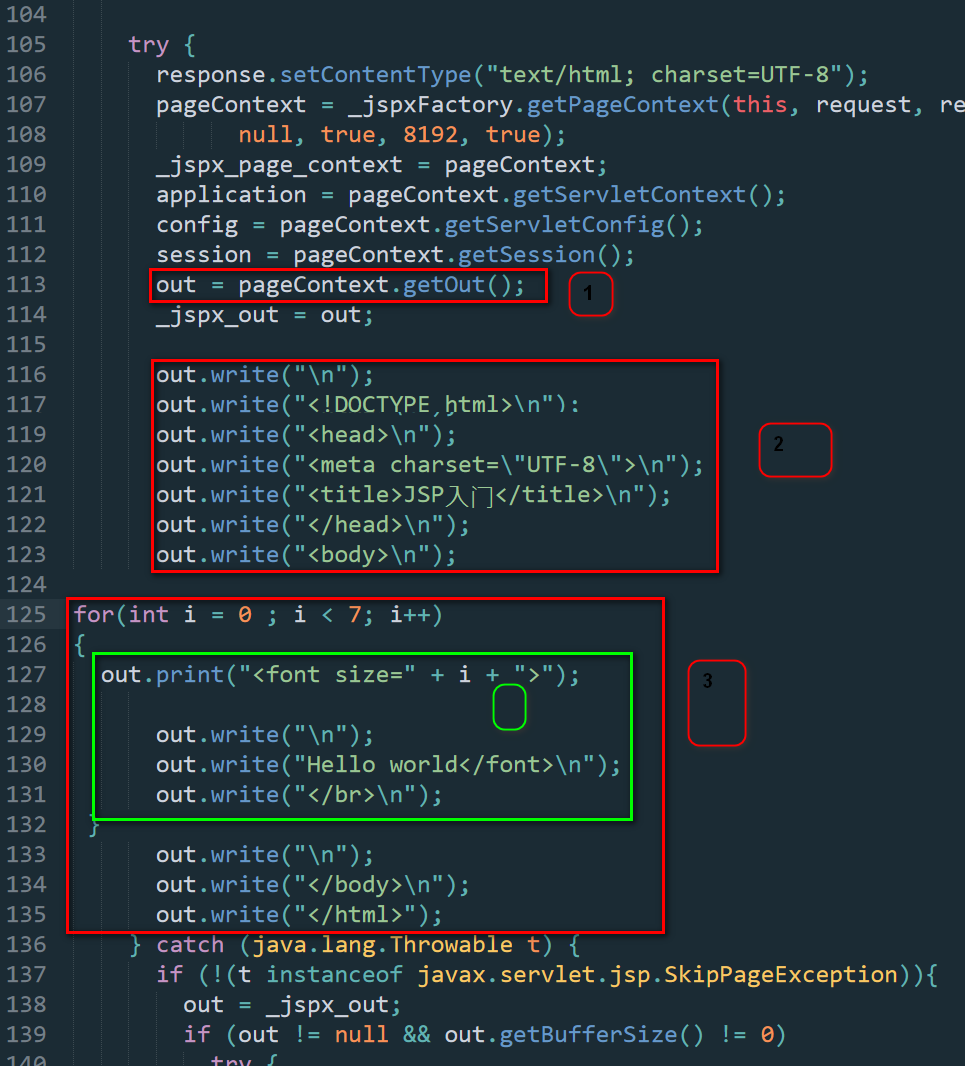 104
105 try {
106 response.setContentType("text/html; charset=UTF-8");
107 pageContext = _jspxFactory.getPageContext(this, request, re
108 null, true, 8192, true);
109 _jspx_page_context = pageContext;
110 application = pageContext.getServletContext();
111 config = pageContext.getServletConfig();
112 session = pageContext.getSession();
113 out = pageContext.getOut(); 1
114 _jspx_out = out;
115
116 out.write("\n");
117 out.write("<!DOCTYPE html>\n");
119 out.write("<head>\n"); 2
120 out.write("<meta charset=\"UTF-8\">\n");
121 out.write("<title>JSP入门</title>\n");
122 out.write("</head>\n");
123 out.write("<body>\n");
124
125 for(int i = 0 ; i < 7; i++)
126 {
127 out.print("<font size=" + i + ">"); 3
128
129 out.write("\n");
130 out.write("Hello world</font>\n");
131 out.write("</br>\n");
132 }
133 out.write("\n");
134 out.write("</body>\n");
135 out.write("</html>");
136 } catch (java.lang.Throwable t) {
137 if (!(t instanceof javax.servlet.jsp.SkipPageException)){
138 out = _jspx_out;
139 if (out != null && out.getBufferSize() != 0)
140 try {